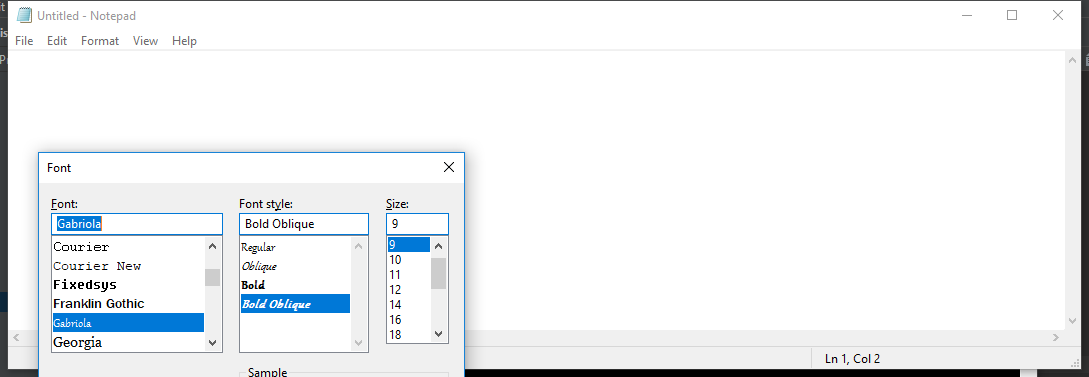 Untitled - Notepad
File Edit Format View Help
Font
Font: Font style: Size:
Gabriola Bold Oblique 9
Courier Regular 9
Courier New Oblique 10
Fixedsys Bold 11
Franklin Gothic Bold Oblique 12
Gabriola 14
Georgia 16
18
Sample
Ln 1, Col 2